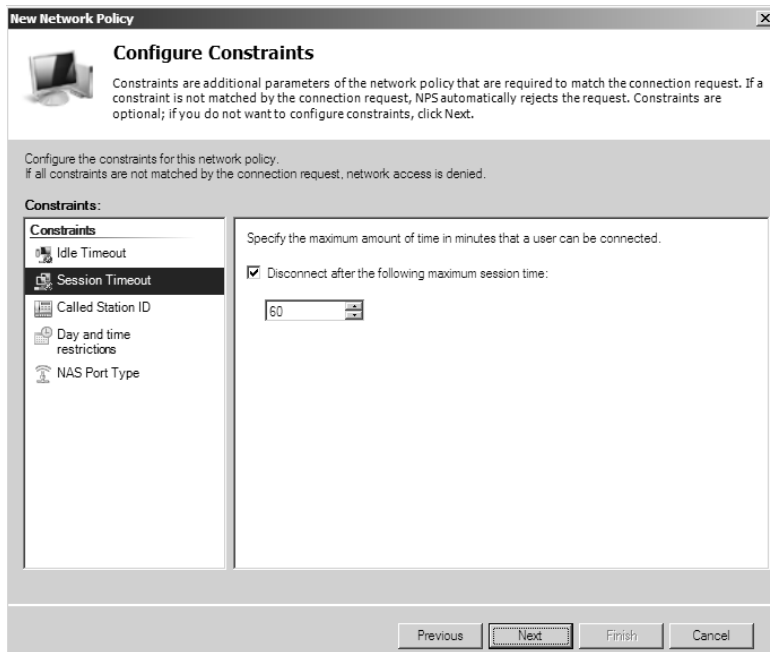 New Network Policy
Configure Constraints
Constraints are additional parameters of the network policy that are required to match the connection request. If a
constraint is not matched by the connection request, NPS automatically rejects the request. Constraints are
optional; if you do not want to configure constraints, click Next.
Configure the constraints for this network policy.
If all constraints are not matched by the connection request, network access is denied.
Constraints:
Constraints
Idle Timeout
Session Timeout
Called Station ID
Day and time
restrictions
NAS Port Type
Specify the maximum amount of time in minutes that a user can be connected.
Disconnect after the following maximum session time:
60
Previous
Next
Finish
Cancel